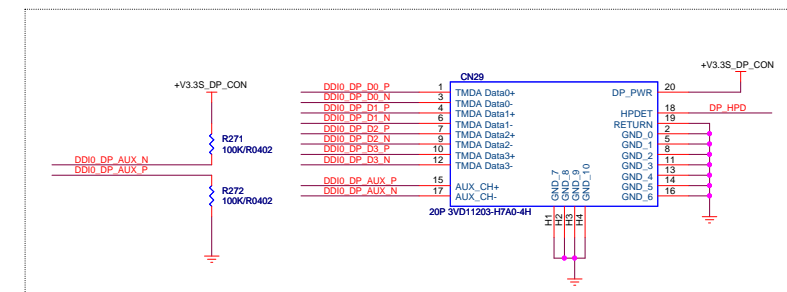 +V3.3S_DP_CON
CN29
+V3.3S_DP_CON
DDI0_DP_D0_P 1 TMDA Data0+ DP_PWR 20
DDI0_DP_D0_N 3 TMDA Data0-
DDI0_DP_D1_P 4 TMDA Data1+ HPDET 18 DP_HPD
DDI0_DP_D1_N 6 TMDA Data1- RETURN 19
DDI0_DP_D2_P 7 TMDA Data2+ GND_0 2
DDI0_DP_D2_N 9 TMDA Data2- GND_1 5
DDI0_DP_D3_P 10 TMDA Data3+ GND_2 8
DDI0_DP_D3_N 12 TMDA Data3- GND_3 11
GND_4 13
DDI0_DP_AUX_P 15 AUX_CH+ GND_5 14
DDI0_DP_AUX_N 17 AUX_CH- GND_6 16
GND_7
GND_8
GND_9
GND_10
20P 3VD11203-H7A0-4H
H1
H2
H3
H4
R271
100K/R0402
DDI0_DP_AUX_N
DDI0_DP_AUX_P
R272
100K/R0402